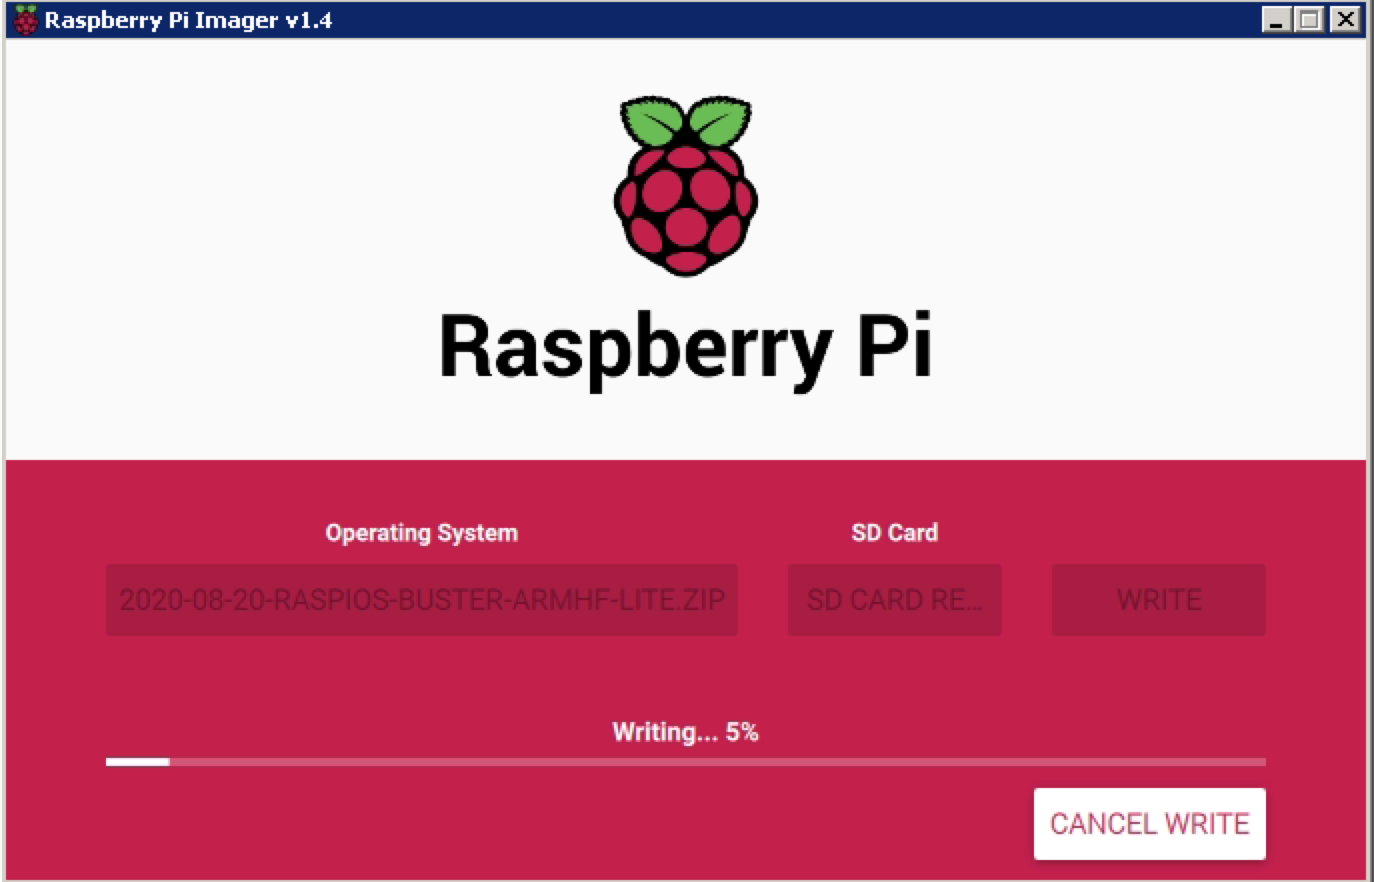 Raspberry Pi Imager v1.4
Raspberry Pi
Operating System
SD Card
2020-08-20-RASPIOS-BUSTER-ARMHF-LITE.ZIP
SD CARD RE...
WRITE
Writing... 5%
CANCEL WRITE